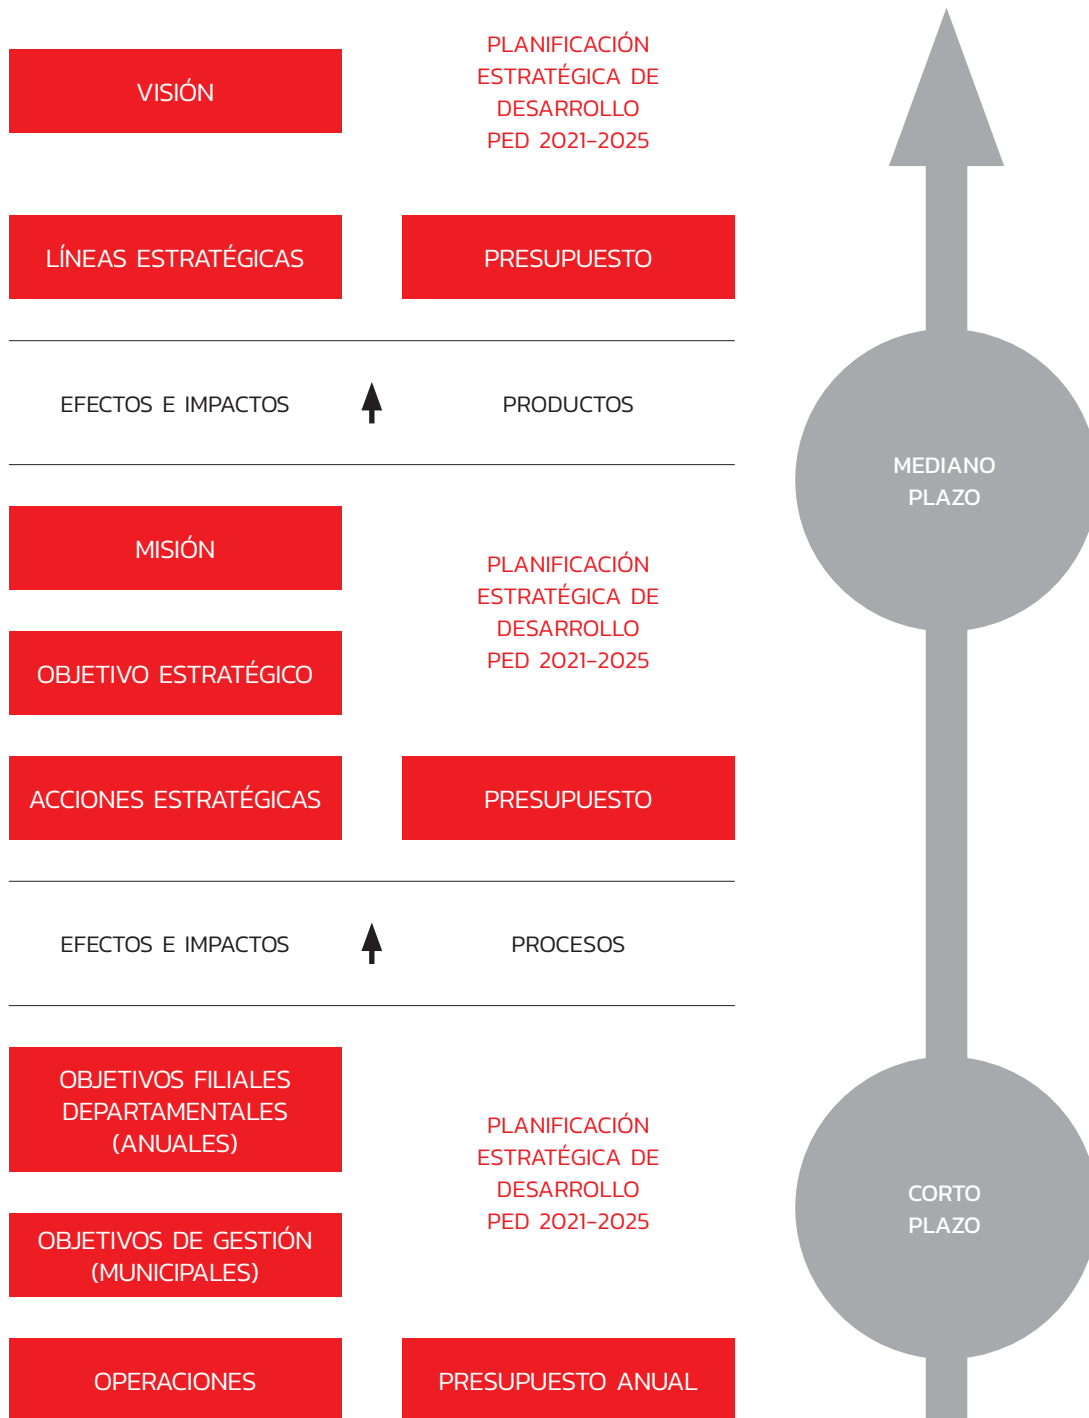 VISIÓN
PLANIFICACIÓN
ESTRATÉGICA DE
DESARROLLO
PED 2021-2025
LÍNEAS ESTRATÉGICAS
PRESUPUESTO
EFECTOS E IMPACTOS
PRODUCTOS
MEDIANO
PLAZO
MISIÓN
PLANIFICACIÓN
ESTRATÉGICA DE
DESARROLLO
PED 2021-2025
OBJETIVO ESTRATÉGICO
ACCIONES ESTRATÉGICAS
PRESUPUESTO
EFECTOS E IMPACTOS
PROCESOS
OBJETIVOS FILIALES
DEPARTAMENTALES
(ANUALES)
PLANIFICACIÓN
ESTRATÉGICA DE
DESARROLLO
PED 2021-2025
CORTO
PLAZO
OBJETIVOS DE GESTIÓN
(MUNICIPALES)
OPERACIONES
PRESUPUESTO ANUAL